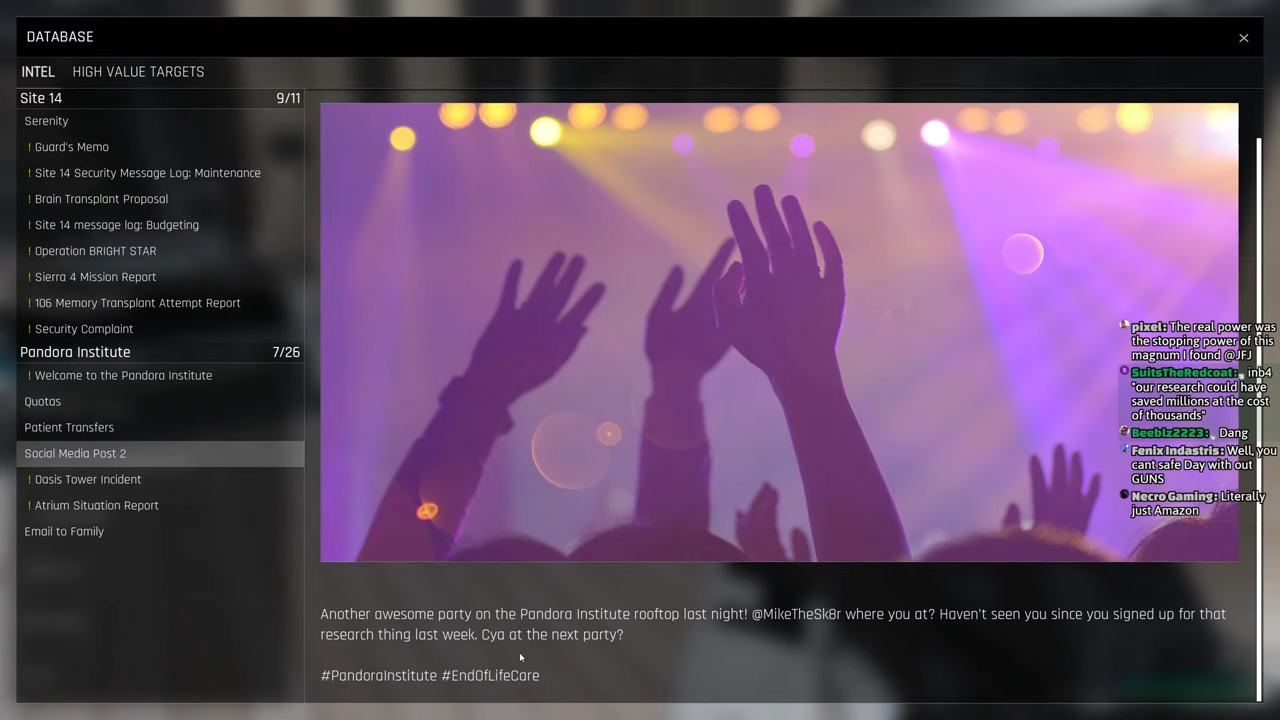 DATABASE
INTEL
HIGH VALUE TARGETS
Site 14
9/11
Serenity
! Guard's Memo
! Site 14 Security Message Log: Maintenance
! Brain Transplant Proposal
! Site 14 message log: Budgeting
! Operation BRIGHT STAR
! Sierra 4 Mission Report
! 106 Memory Transplant Attempt Report
! Security Complaint
Pandora Institute
7/26
! Welcome to the Pandora Institute
Quotas
Patient Transfers
Social Media Post 2
! Oasis Tower Incident
! Atrium Situation Report
Email to Family
Another awesome party on the Pandora Institute rooftop last night! @MikeTheSk8r where you at? Haven't seen you since you signed up for that
research thing last week. Cya at the next party?
#PandoraInstitute #EndOfLifeCare
pixel: The real power was
the stopping power of this
magnum I found @JFJ
SuitsTheRedcoat: inb4
"our research could have
saved millions at the cost
of thousands"
Beeblz2223: Dang
Fenix Indastris: Well, you
cant safe Day with out
GUNS
Necro Gaming: Literally
just Amazon